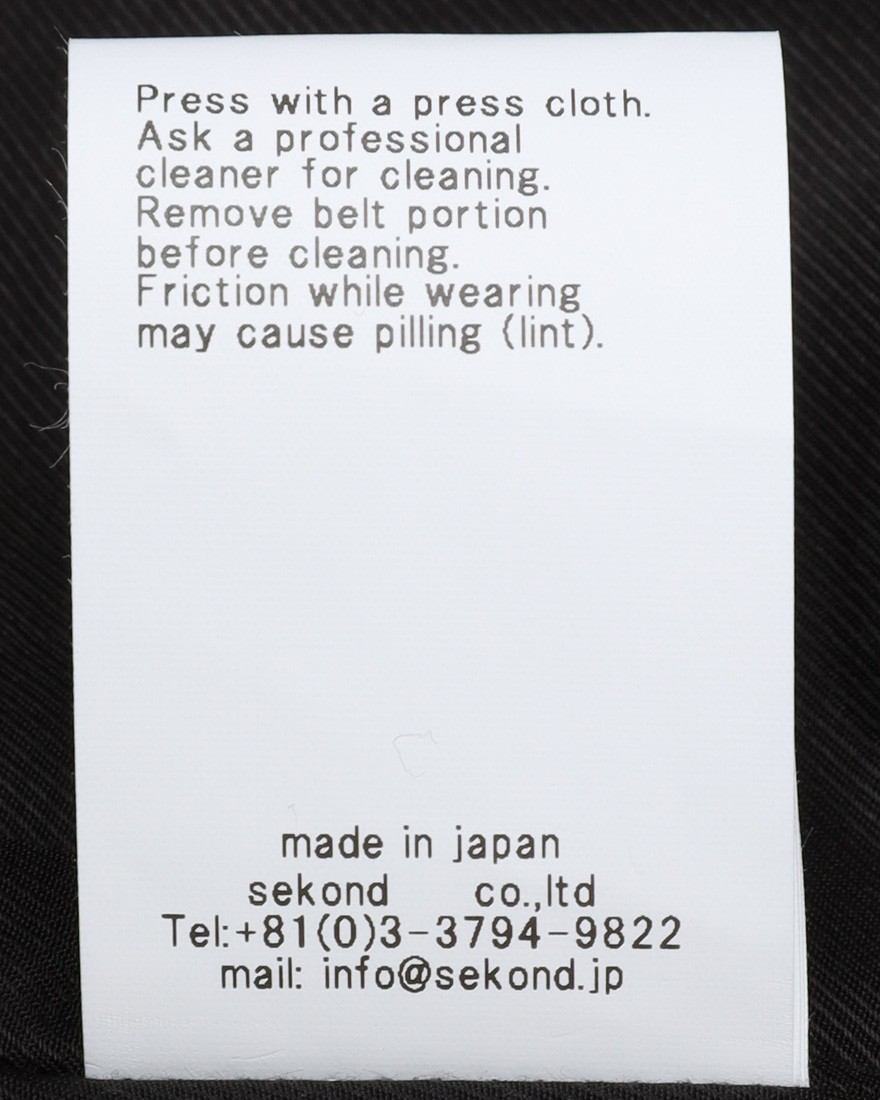 Press with a press cloth.
Ask a professional
cleaner for cleaning.
Remove belt portion
before cleaning.
Friction while wearing
may cause pilling (lint).
made in japan
sekond co.,ltd
Tel:+81(0)3-3794-9822
mail: info@sekond.jp